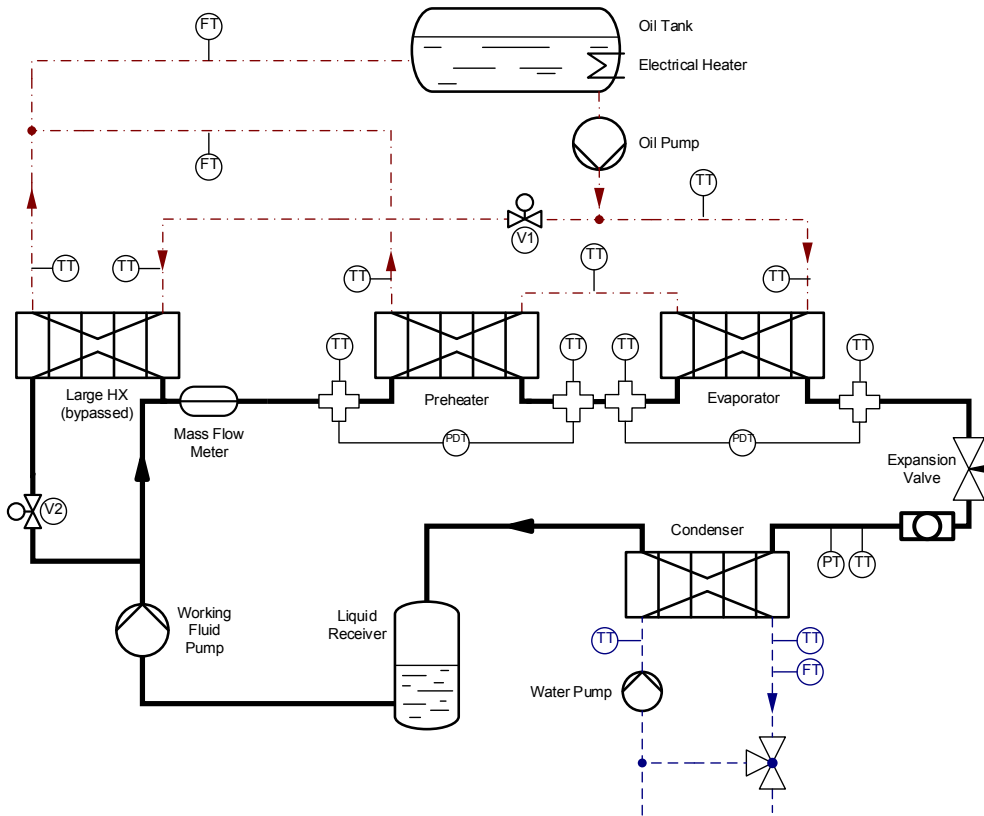 FT
Oil Tank
Electrical Heater
Oil Pump
FT
TT
V1
TT
TT
TT
TT
TT
TT
TT
TT
TT
Large HX
(bypassed)
Preheater
Evaporator
Mass Flow
Meter
PDT
PDT
Expansion
Valve
V2
Condenser
PT
TT
Working
Fluid
Pump
Liquid
Receiver
TT
TT
FT
Water Pump